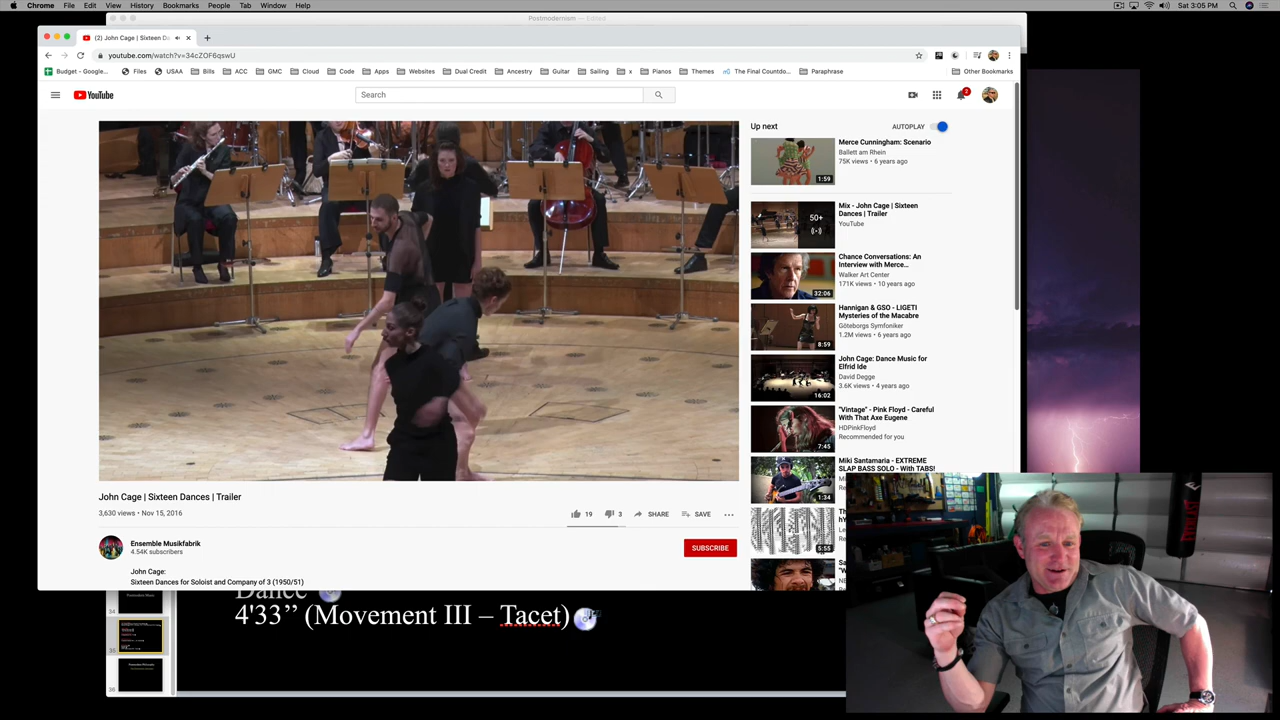 Chrome File Edit View History Bookmarks People Tab Window Help Sat 3:05 PM
Postmodernism — Edited
(2) John Cage | Sixteen D
youtube.com/watch?v=34cZOF6qswU
Budget - Google... Files USAA Bills ACC GMC Cloud Code Apps Websites Dual Credit Ancestry Guitar Sailing x Pianos Themes The Final Countdo... Paraphrase Other Bookmarks
YouTube
Search
2
Up next
AUTOPLAY
Merce Cunningham: Scenario
Ballett am Rhein
75K views • 6 years ago
1:59
Mix - John Cage | Sixteen
Dances | Trailer
YouTube
50+
Chance Conversations: An
Interview with Merce...
Walker Art Center
171K views • 10 years ago
32:06
Hannigan & GSO - LIGETI
Mysteries of the Macabre
Göteborgs Symfoniker
1.2M views • 6 years ago
8:59
John Cage: Dance Music for
Elfrid Ide
David Degge
3.6K views • 4 years ago
16:02
"Vintage" - Pink Floyd - Careful
With That Axe Eugene
HDPinkFloyd
Recommended for you
7:45
Miki Santamaria - EXTREME
SLAP BASS SOLO - With TABS!
1:34
5:55
John Cage | Sixteen Dances | Trailer
3,630 views • Nov 15, 2016
19 3 SHARE SAVE
Ensemble Musikfabrik
4.54K subscribers
SUBSCRIBE
John Cage:
Sixteen Dances for Soloist and Company of 3 (1950/51)
Dance
4'33” (Movement III – Tacet)
34
35
36